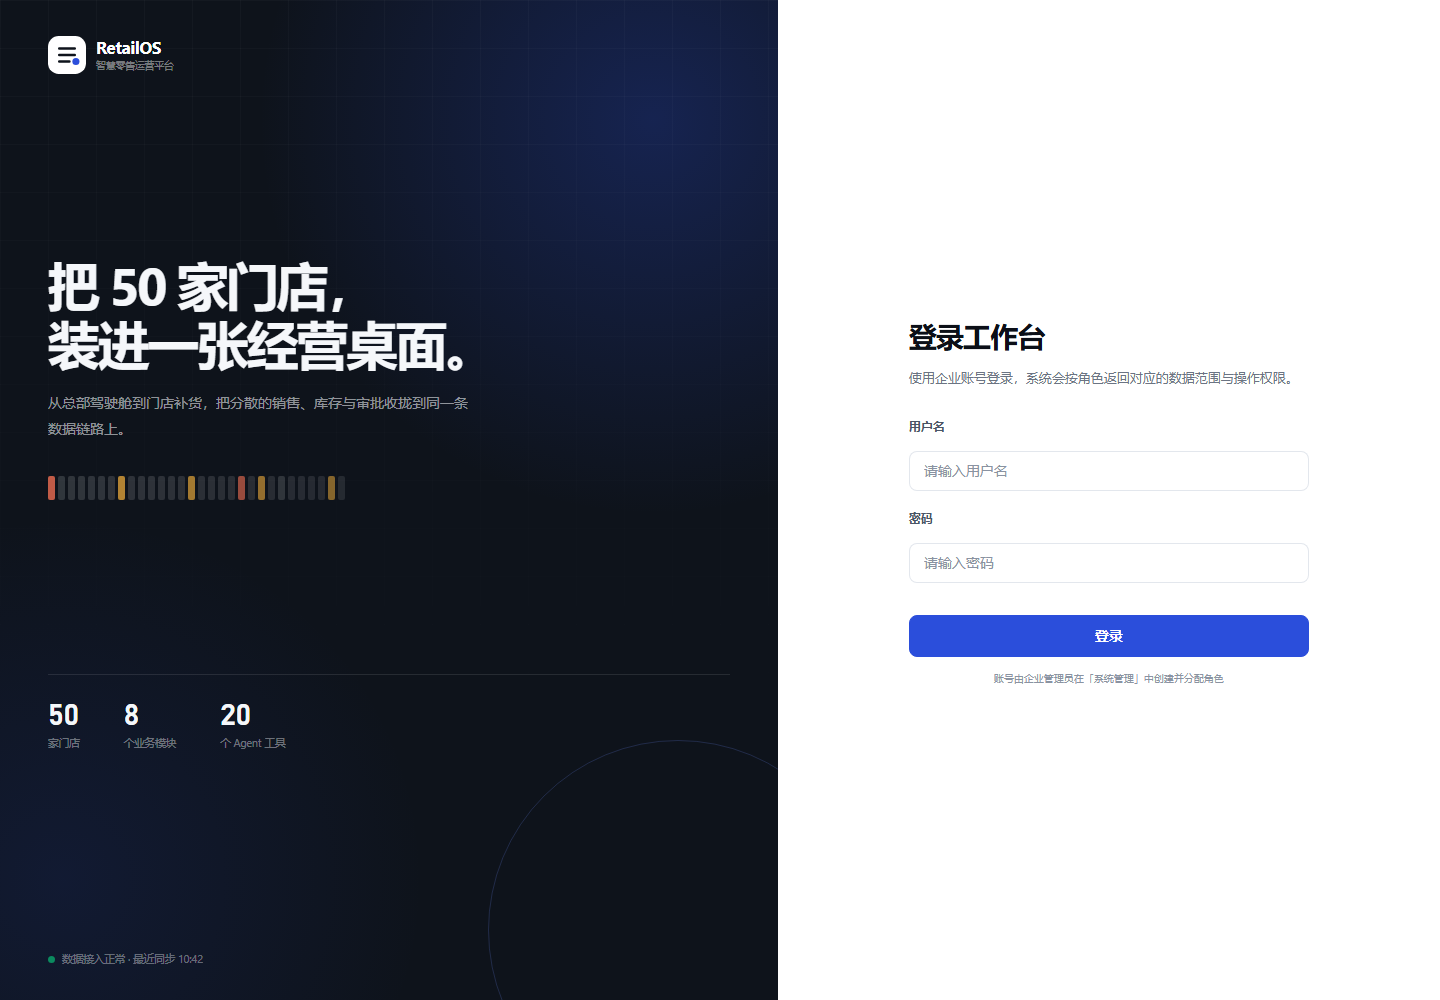 RetailOS
智慧零售运营平台
把 50 家门店，
装进一张经营桌面。
从总部驾驶舱到门店补货，把分散的销售、库存与审批收拢到同一条
数据链路上。
50
家门店
8
个业务模块
20
个 Agent 工具
数据接入正常 · 最近同步 10:42
登录工作台
使用企业账号登录，系统会按角色返回对应的数据范围与操作权限。
用户名
请输入用户名
密码
请输入密码
登录
账号由企业管理员在「系统管理」中创建并分配角色